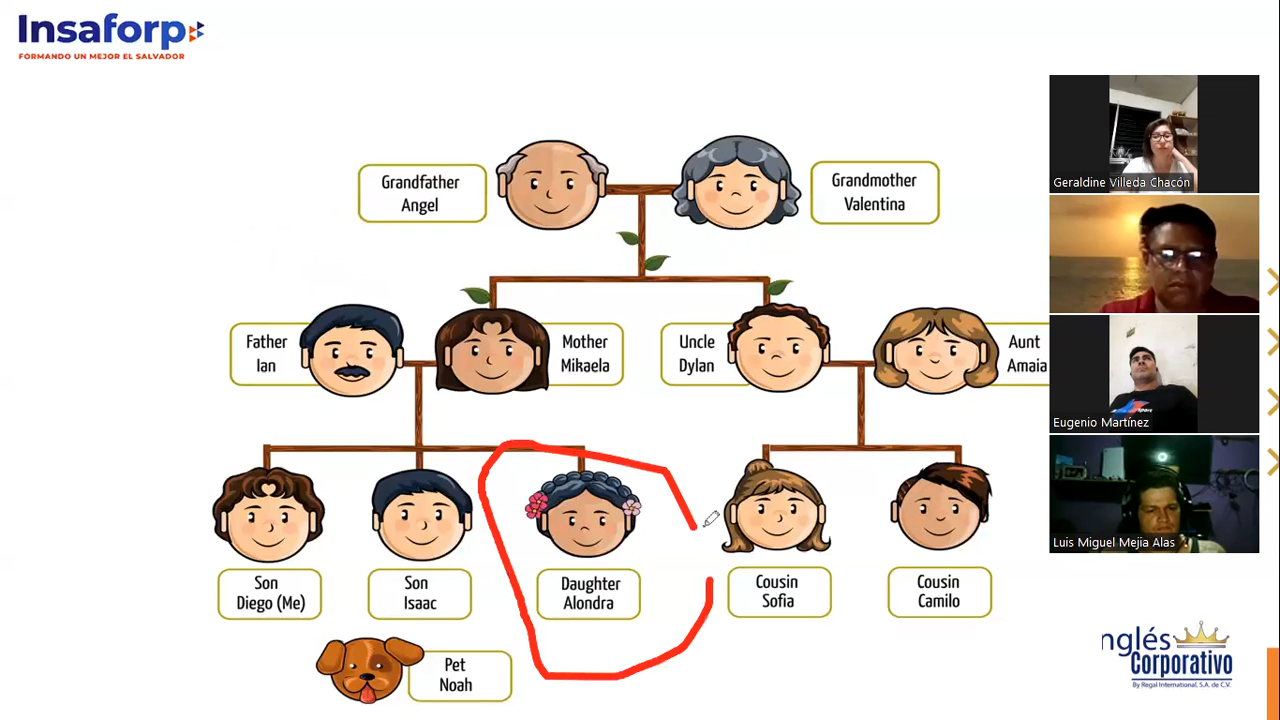 Insaforp
FORMANDO UN MEJOR EL SALVADOR
Grandfather
Angel
Grandmother
Valentina
Father
Ian
Mother
Mikaela
Uncle
Dylan
Aunt
Amaia
Son
Diego (Me)
Son
Isaac
Daughter
Alondra
Cousin
Sofia
Cousin
Camilo
Pet
Noah
Geraldine Villeda Chacón
Eugenio Martínez
Luis Miguel Mejia Alas
nglés
Corporativo
By Regal International, S.A. de C.V.